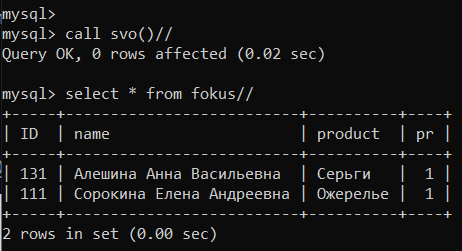 mysql>
mysql> call svo()//
Query OK, 0 rows affected (0.02 sec)
mysql> select * from fokus//
+-----+---------------------------+----------+----+
| ID  | name                      | product  | pr |
+-----+---------------------------+----------+----+
| 131 | Алешина Анна Васильевна   | Серьги   |  1 |
| 111 | Сорокина Елена Андреевна  | Ожерелье |  1 |
+-----+---------------------------+----------+----+
2 rows in set (0.00 sec)